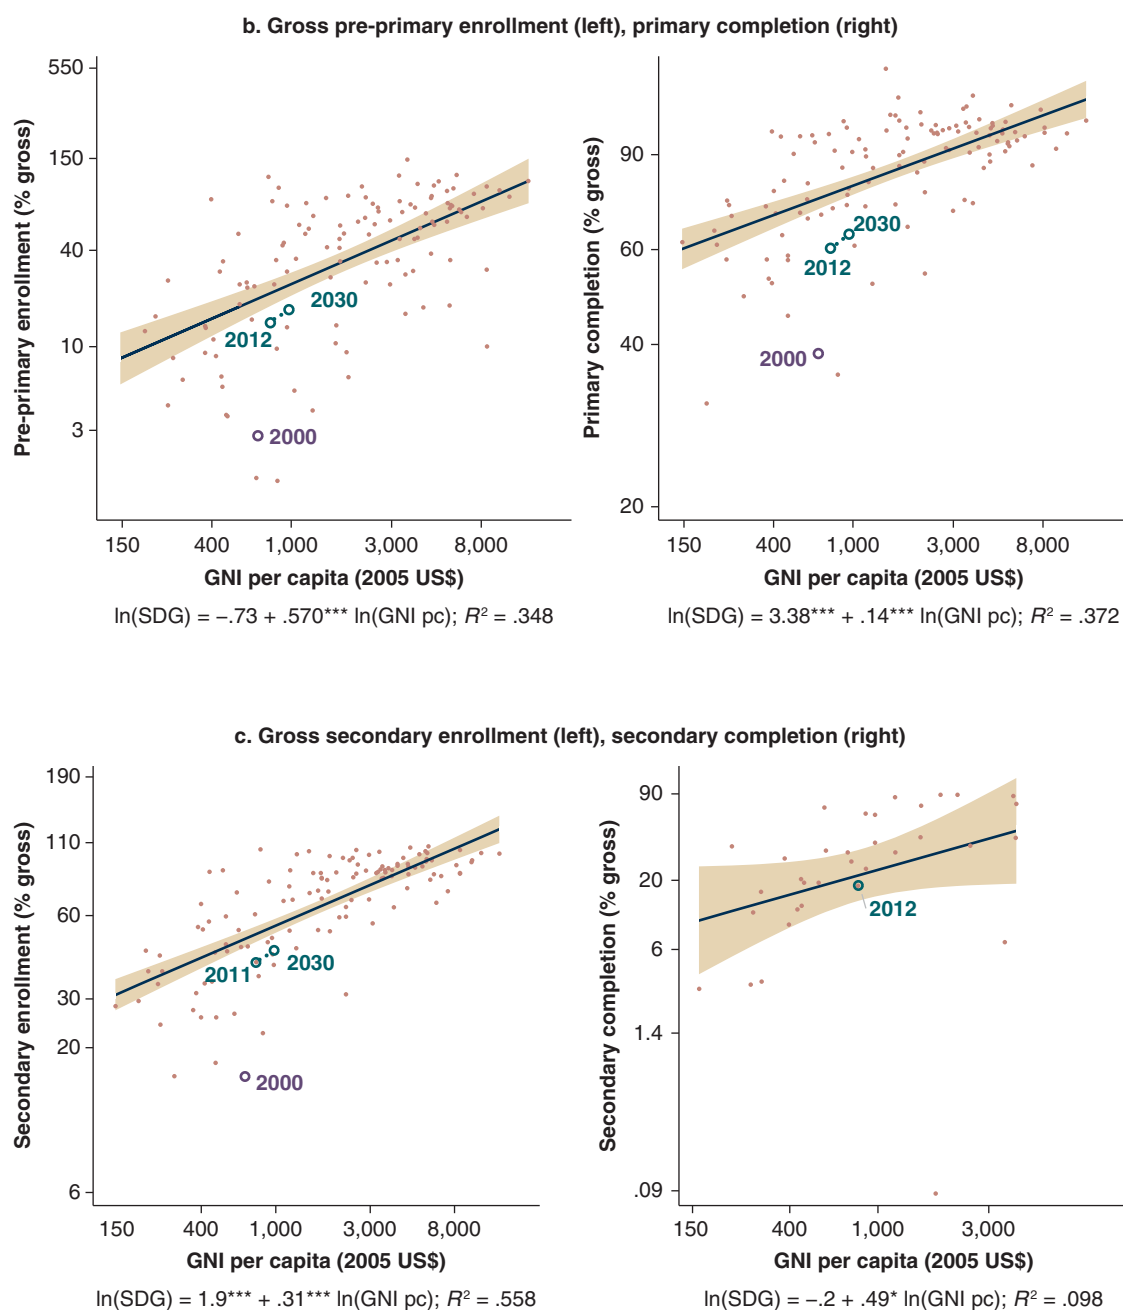 b. Gross pre-primary enrollment (left), primary completion (right)
Pre-primary enrollment (% gross)
550
150
40
10
3
2030
2012
2000
150 400 1,000 3,000 8,000
GNI per capita (2005 US$)
ln(SDG) = –.73 + .570*** ln(GNI pc); R² = .348
Primary completion (% gross)
90
60
40
20
2030
2012
2000
150 400 1,000 3,000 8,000
GNI per capita (2005 US$)
ln(SDG) = 3.38*** + .14*** ln(GNI pc); R² = .372
c. Gross secondary enrollment (left), secondary completion (right)
Secondary enrollment (% gross)
190
110
60
30
20
6
2011
2030
2000
150 400 1,000 3,000 8,000
GNI per capita (2005 US$)
ln(SDG) = 1.9*** + .31*** ln(GNI pc); R² = .558
Secondary completion (% gross)
90
20
6
1.4
.09
2012
150 400 1,000 3,000
GNI per capita (2005 US$)
ln(SDG) = –.2 + .49* ln(GNI pc); R² = .098